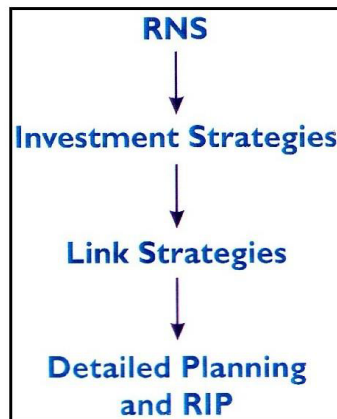 RNS
Investment Strategies
Link Strategies
Detailed Planning
and RIP